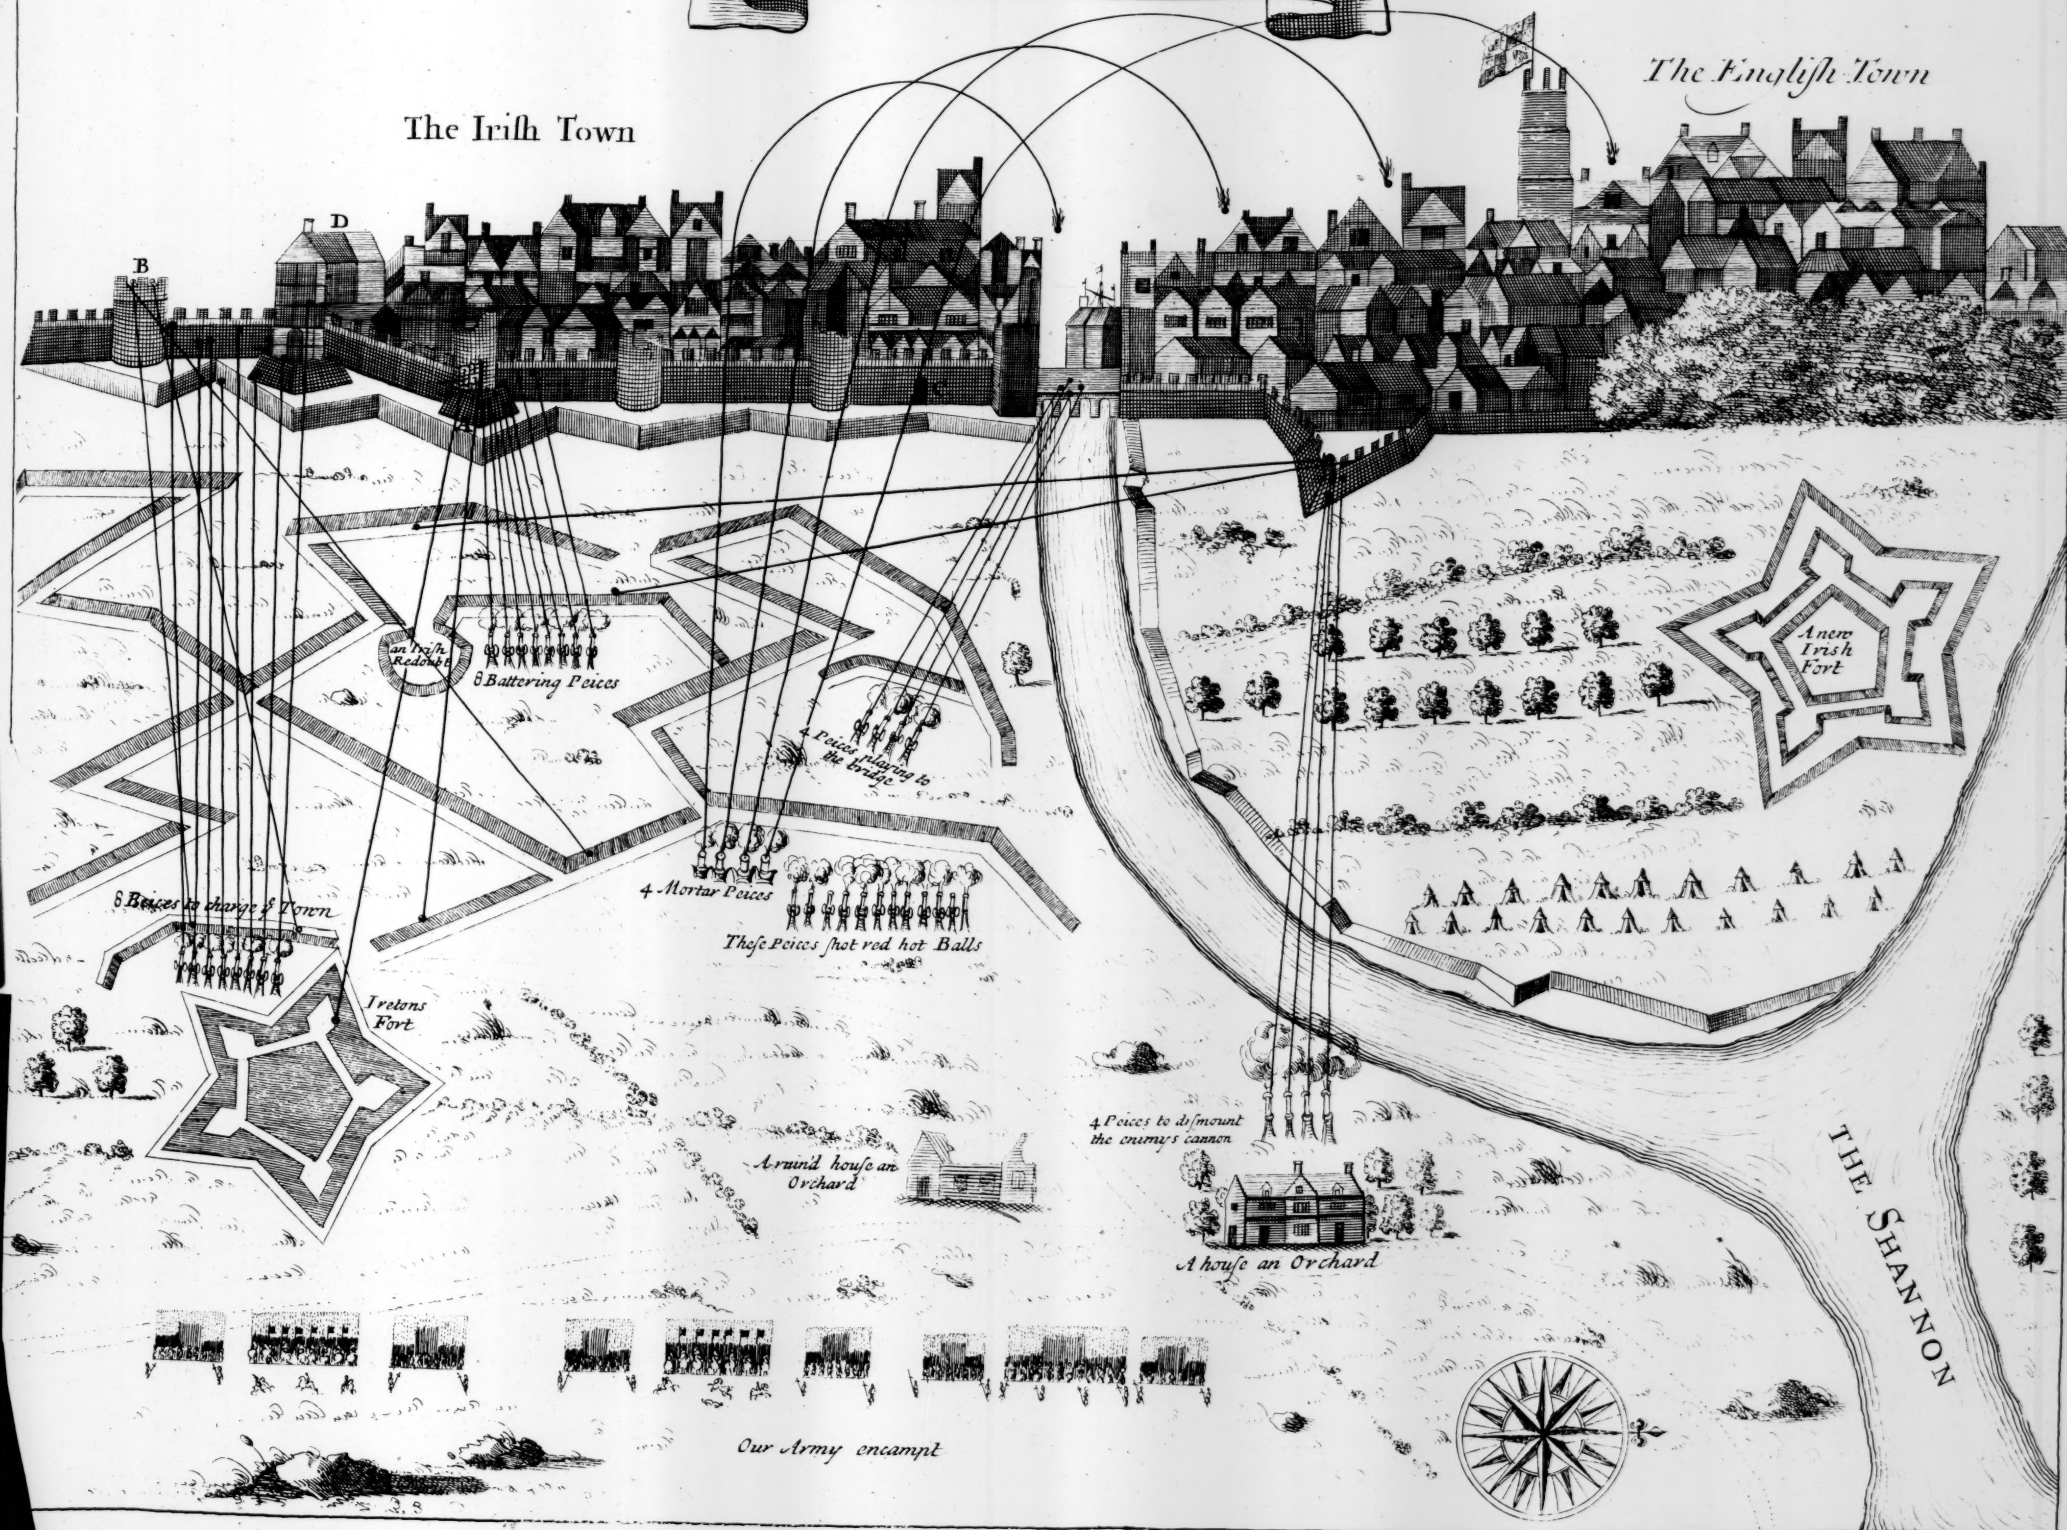 The Iriſh Town
The Engliſh Town
D
B
C
A
A new
Irish
Fort
an Irish
Redoubt
8 Battering Peices
4 Peices playing to
the bridge
8 Peices to charge yͤ Town
4 Mortar Peices
Theſe Peices ſhot red hot Balls
Iretons
Fort
4 Peices to diſmount
the enimys cannon
A ruin'd houſe an
Orchard
A houſe an Orchard
THE SHANNON
Our Army encampt